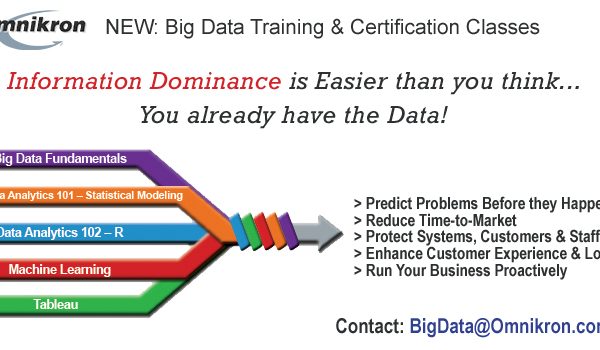 mnikron NEW: Big Data Training & Certification Classes
Information Dominance is Easier than you think...
You already have the Data!
Big Data Fundamentals
a Analytics 101 – Statistical Modeling
Data Analytics 102 – R
Machine Learning
Tableau
> Predict Problems Before they Happe
> Reduce Time-to-Market
> Protect Systems, Customers & Staff
> Enhance Customer Experience & Lo
> Run Your Business Proactively
Contact: BigData@Omnikron.com